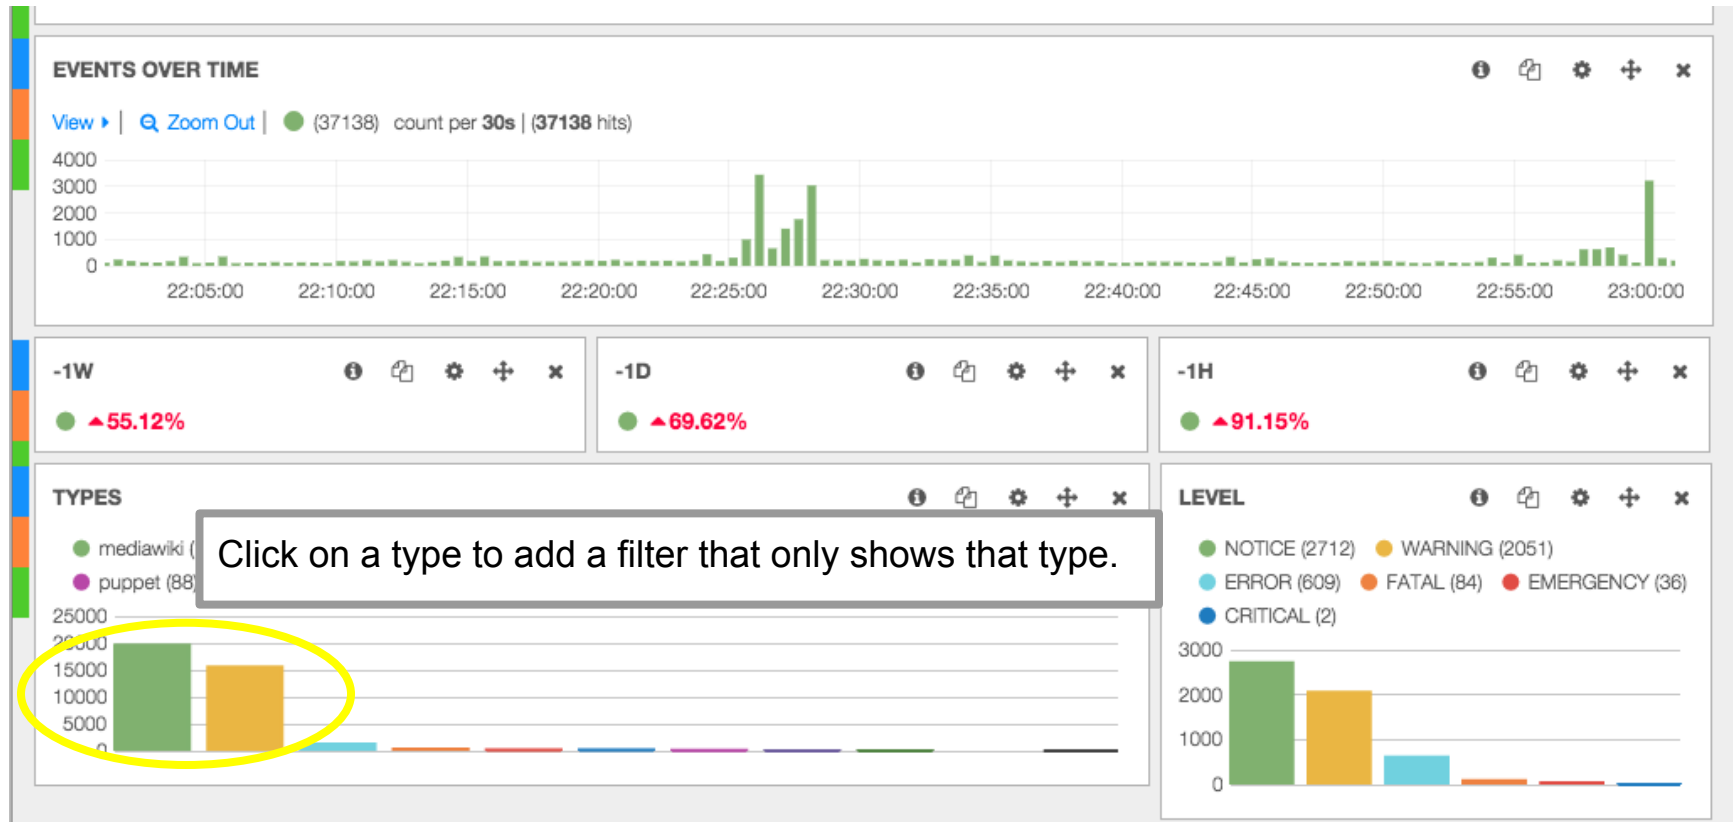 EVENTS OVER TIME
View Zoom Out (37138) count per 30s | (37138 hits)
4000
3000
2000
1000
0
22:05:00 22:10:00 22:15:00 22:20:00 22:25:00 22:30:00 22:35:00 22:40:00 22:45:00 22:50:00 22:55:00 23:00:00
-1W
55.12%
-1D
69.62%
-1H
91.15%
TYPES
mediawiki (
puppet (88)
Click on a type to add a filter that only shows that type.
25000
20000
15000
10000
5000
0
LEVEL
NOTICE (2712) WARNING (2051)
ERROR (609) FATAL (84) EMERGENCY (36)
CRITICAL (2)
3000
2000
1000
0